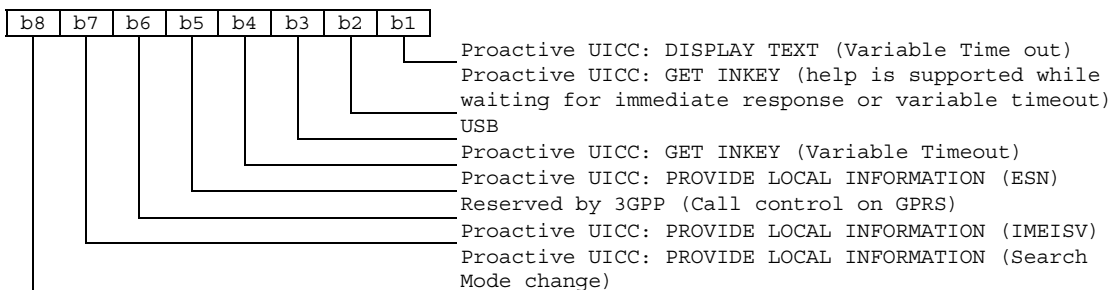 b8 b7 b6 b5 b4 b3 b2 b1
Proactive UICC: DISPLAY TEXT (Variable Time out)
Proactive UICC: GET INKEY (help is supported while
waiting for immediate response or variable timeout)
USB
Proactive UICC: GET INKEY (Variable Timeout)
Proactive UICC: PROVIDE LOCAL INFORMATION (ESN)
Reserved by 3GPP (Call control on GPRS)
Proactive UICC: PROVIDE LOCAL INFORMATION (IMEISV)
Proactive UICC: PROVIDE LOCAL INFORMATION (Search
Mode change)